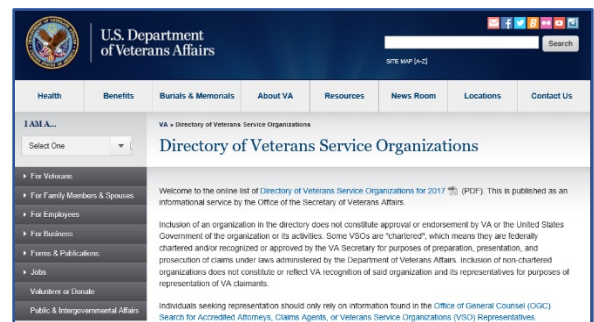 U.S. Department
of Veterans Affairs
Search
SITE MAP [A-Z]
Health
Benefits
Burials & Memorials
About VA
Resources
News Room
Locations
Contact Us
I AM A...
Select One
For Veterans
For Family Members & Spouses
For Employees
For Business
Forms & Publications
Jobs
Volunteer or Donate
Public & Intergovernmental Affairs
VA » Directory of Veterans Service Organizations
Directory of Veterans Service Organizations
Welcome to the online list of Directory of Veterans Service Organizations for 2017 (PDF). This is published as an
informational service by the Office of the Secretary of Veterans Affairs.
Inclusion of an organization in the directory does not constitute approval or endorsement by VA or the United States
Government of the organization or its activities. Some VSOs are "chartered", which means they are federally
chartered and/or recognized or approved by the VA Secretary for purposes of preparation, presentation, and
prosecution of claims under laws administered by the Department of Veterans Affairs. Inclusion of non-chartered
organizations does not constitute or reflect VA recognition of said organization and its representatives for purposes of
representation of VA claimants.
Individuals seeking representation should only rely on information found in the Office of General Counsel (OGC)
Search for Accredited Attorneys, Claims Agents, or Veterans Service Organizations (VSO) Representatives.